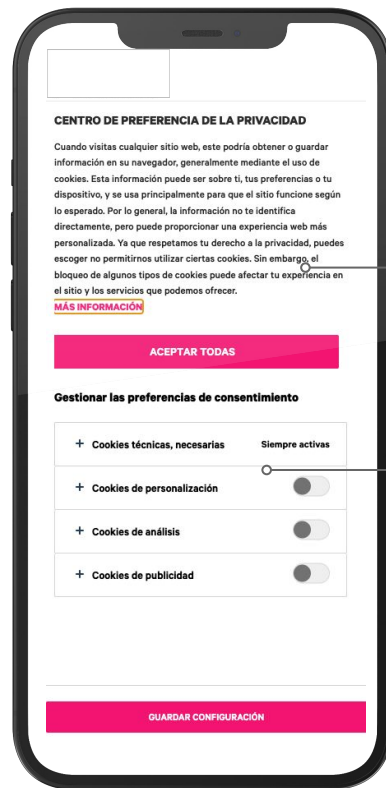 CENTRO DE PREFERENCIA DE LA PRIVACIDAD
Cuando visitas cualquier sitio web, este podría obtener o guardar
información en su navegador, generalmente mediante el uso de
cookies. Esta información puede ser sobre ti, tus preferencias o tu
dispositivo, y se usa principalmente para que el sitio funcione según
lo esperado. Por lo general, la información no te identifica
directamente, pero puede proporcionar una experiencia web más
personalizada. Ya que respetamos tu derecho a la privacidad, puedes
escoger no permitirnos utilizar ciertas cookies. Sin embargo, el
bloqueo de algunos tipos de cookies puede afectar tu experiencia en
el sitio y los servicios que podemos ofrecer.
MÁS INFORMACIÓN
ACEPTAR TODAS
Gestionar las preferencias de consentimiento
+ Cookies técnicas, necesarias Siempre activas
+ Cookies de personalización
+ Cookies de análisis
+ Cookies de publicidad
GUARDAR CONFIGURACIÓN